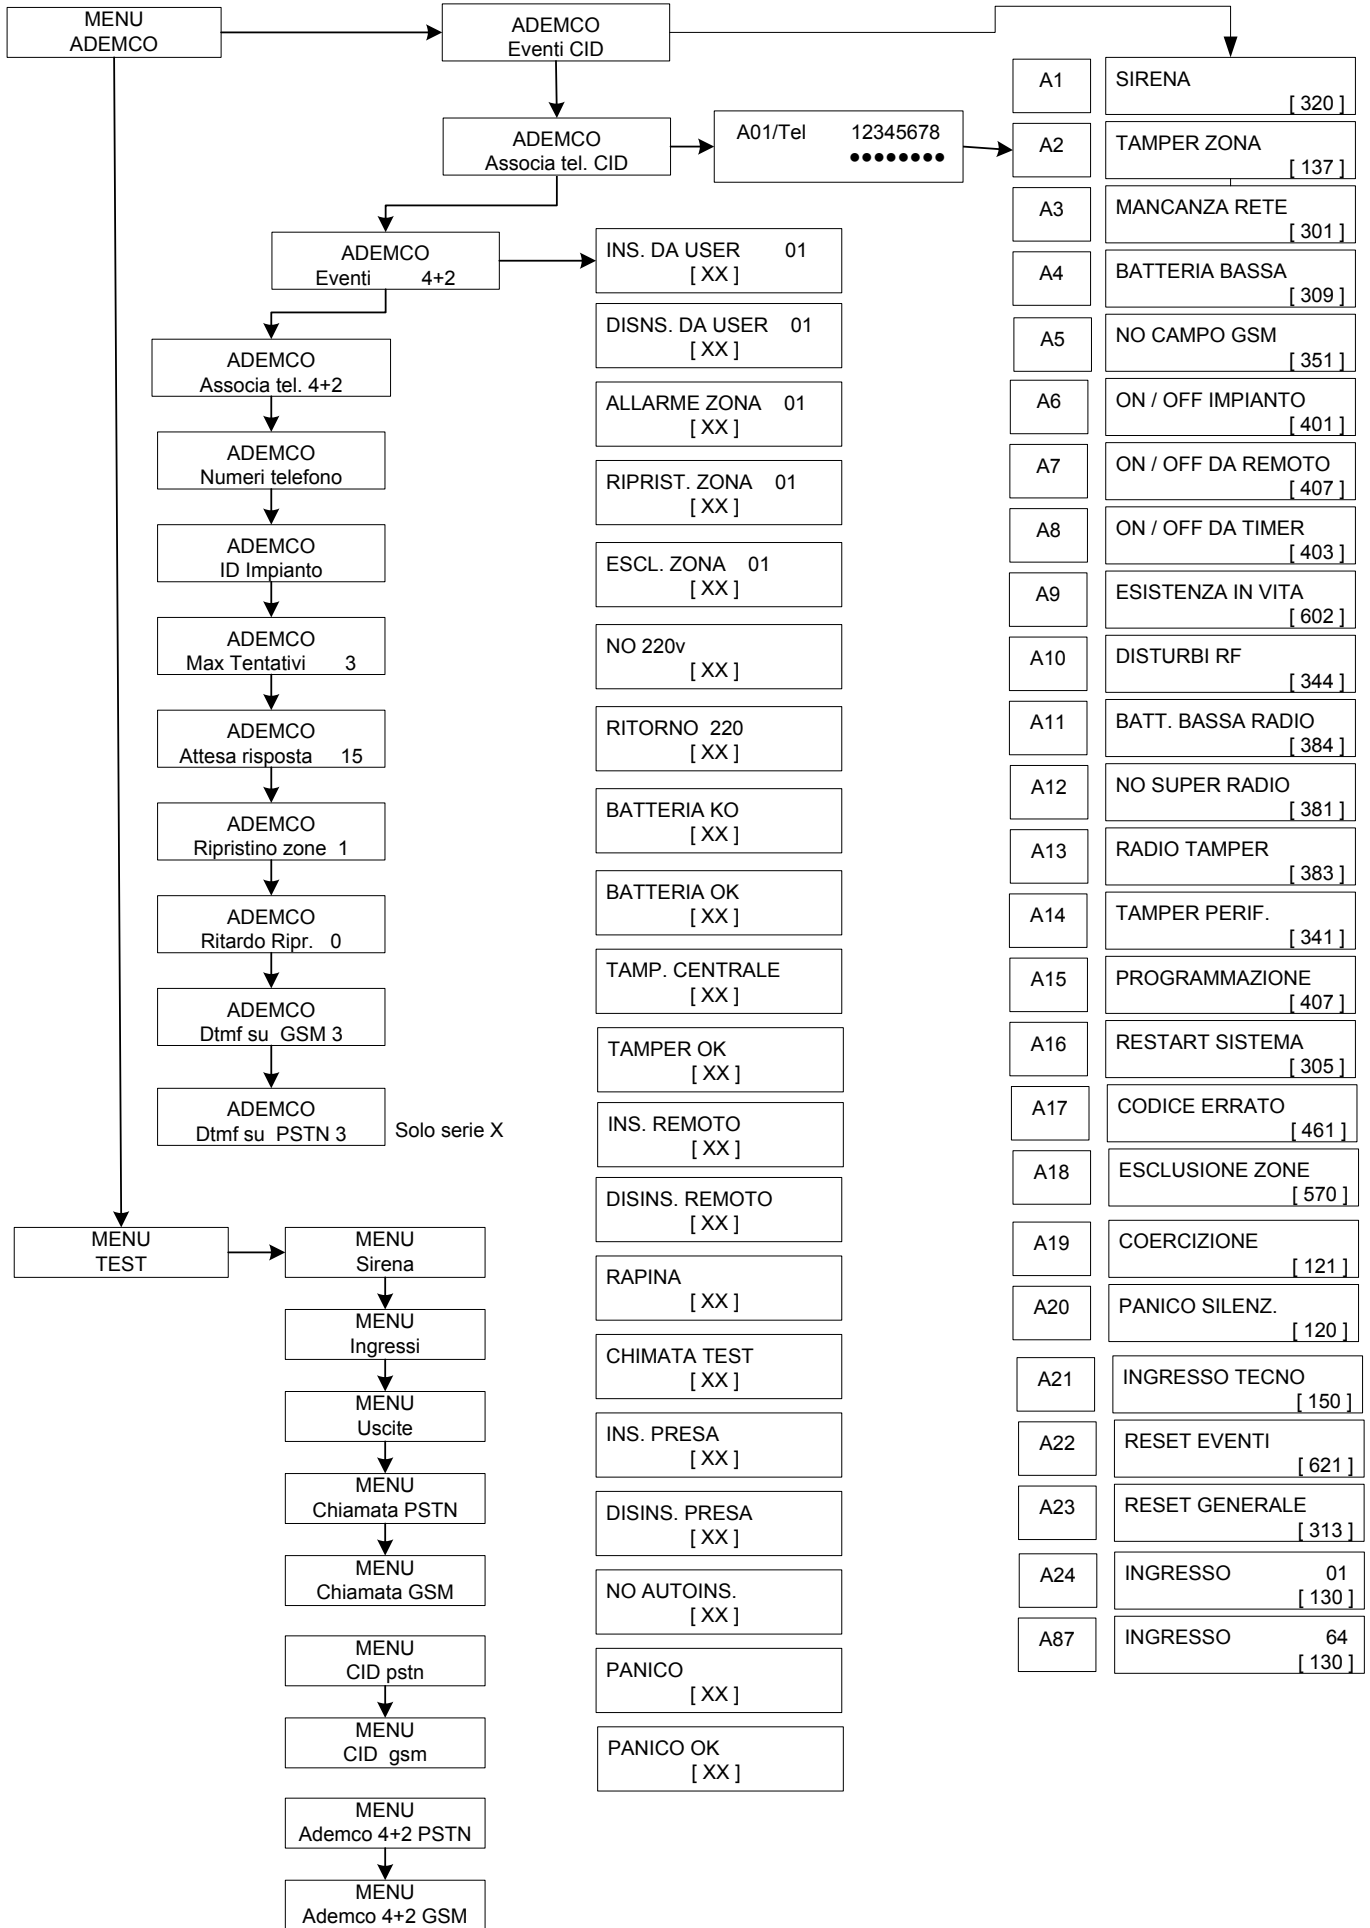 MENU
ADEMCO
ADEMCO
Eventi CID
ADEMCO
Associa tel. CID
A01/Tel 12345678
●●●●●●●●
ADEMCO
Eventi 4+2
ADEMCO
Associa tel. 4+2
ADEMCO
Numeri telefono
ADEMCO
ID Impianto
ADEMCO
Max Tentativi 3
ADEMCO
Attesa risposta 15
ADEMCO
Ripristino zone 1
ADEMCO
Ritardo Ripr. 0
ADEMCO
Dtmf su GSM 3
ADEMCO
Dtmf su PSTN 3
Solo serie X
MENU
TEST
MENU
Sirena
MENU
Ingressi
MENU
Uscite
MENU
Chiamata PSTN
MENU
Chiamata GSM
MENU
CID pstn
MENU
CID gsm
MENU
Ademco 4+2 PSTN
MENU
Ademco 4+2 GSM
INS. DA USER 01
[ XX ]
DISNS. DA USER 01
[ XX ]
ALLARME ZONA 01
[ XX ]
RIPRIST. ZONA 01
[ XX ]
ESCL. ZONA 01
[ XX ]
NO 220v
[ XX ]
RITORNO 220
[ XX ]
BATTERIA KO
[ XX ]
BATTERIA OK
[ XX ]
TAMP. CENTRALE
[ XX ]
TAMPER OK
[ XX ]
INS. REMOTO
[ XX ]
DISINS. REMOTO
[ XX ]
RAPINA
[ XX ]
CHIMATA TEST
[ XX ]
INS. PRESA
[ XX ]
DISINS. PRESA
[ XX ]
NO AUTOINS.
[ XX ]
PANICO
[ XX ]
PANICO OK
[ XX ]
A1 SIRENA
[ 320 ]
A2 TAMPER ZONA
[ 137 ]
A3 MANCANZA RETE
[ 301 ]
A4 BATTERIA BASSA
[ 309 ]
A5 NO CAMPO GSM
[ 351 ]
A6 ON / OFF IMPIANTO
[ 401 ]
A7 ON / OFF DA REMOTO
[ 407 ]
A8 ON / OFF DA TIMER
[ 403 ]
A9 ESISTENZA IN VITA
[ 602 ]
A10 DISTURBI RF
[ 344 ]
A11 BATT. BASSA RADIO
[ 384 ]
A12 NO SUPER RADIO
[ 381 ]
A13 RADIO TAMPER
[ 383 ]
A14 TAMPER PERIF.
[ 341 ]
A15 PROGRAMMAZIONE
[ 407 ]
A16 RESTART SISTEMA
[ 305 ]
A17 CODICE ERRATO
[ 461 ]
A18 ESCLUSIONE ZONE
[ 570 ]
A19 COERCIZIONE
[ 121 ]
A20 PANICO SILENZ.
[ 120 ]
A21 INGRESSO TECNO
[ 150 ]
A22 RESET EVENTI
[ 621 ]
A23 RESET GENERALE
[ 313 ]
A24 INGRESSO 01
[ 130 ]
A87 INGRESSO 64
[ 130 ]